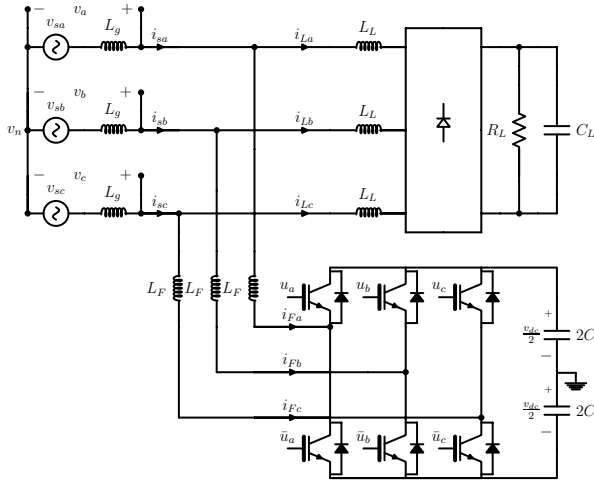 − v_a +
v_sa L_g i_sa i_La L_L
− v_b +
v_sb L_g i_sb i_Lb L_L
v_n R_L C_L
− v_c +
v_sc L_g i_sc i_Lc L_L
L_F L_F L_F u_a u_b u_c
i_Fa + v_dc/2 2C −
i_Fb
i_Fc + v_dc/2 2C −
ū_a ū_b ū_c